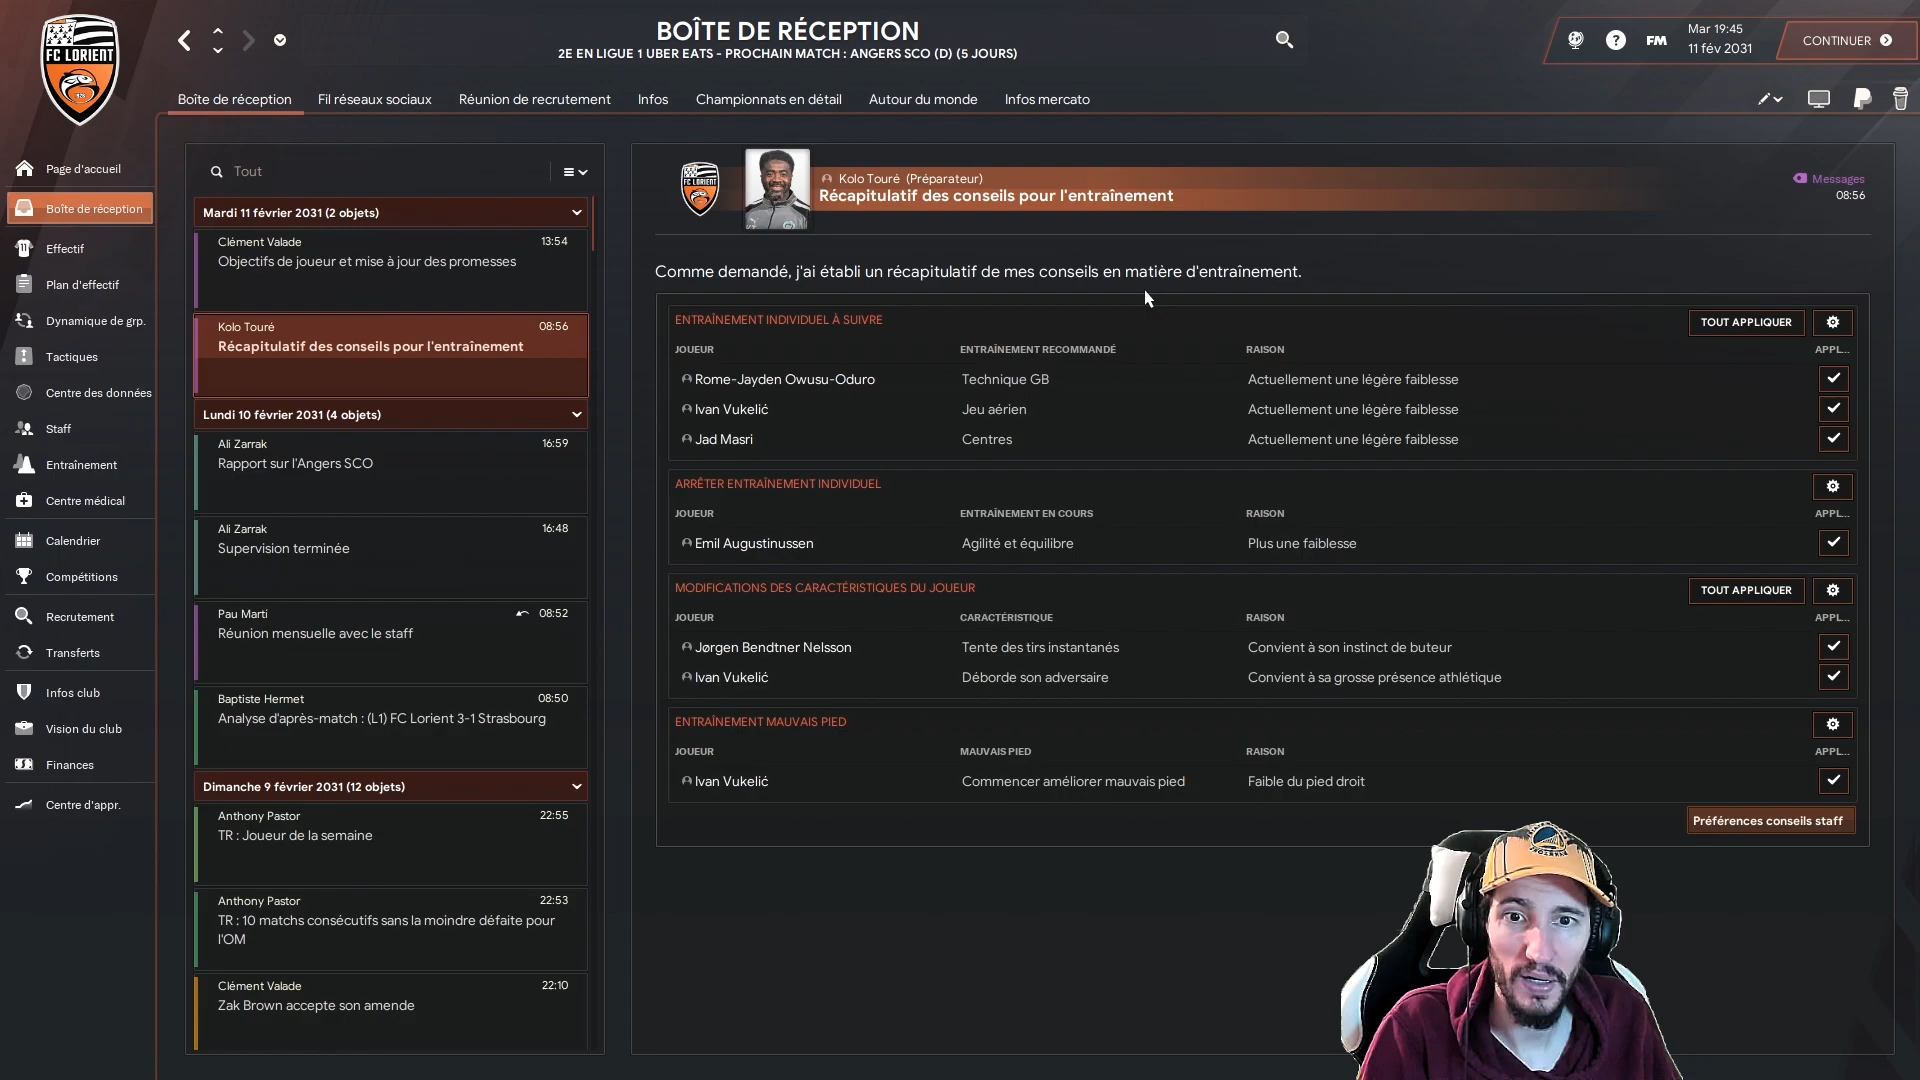 FC LORIENT
BOÎTE DE RÉCEPTION
2E EN LIGUE 1 UBER EATS - PROCHAIN MATCH : ANGERS SCO (D) (5 JOURS)
FM
Mar 19:45
11 fév 2031
CONTINUER
Boîte de réception
Fil réseaux sociaux
Réunion de recrutement
Infos
Championnats en détail
Autour du monde
Infos mercato
Page d'accueil
Boîte de réception
Effectif
Plan d'effectif
Dynamique de grp.
Tactiques
Centre des données
Staff
Entraînement
Centre médical
Calendrier
Compétitions
Recrutement
Transferts
Infos club
Vision du club
Finances
Centre d'appr.
Tout
Mardi 11 février 2031 (2 objets)
Clément Valade 13:54
Objectifs de joueur et mise à jour des promesses
Kolo Touré 08:56
Récapitulatif des conseils pour l'entraînement
Lundi 10 février 2031 (4 objets)
Ali Zarrak 16:59
Rapport sur l'Angers SCO
Ali Zarrak 16:48
Supervision terminée
Pau Martí 08:52
Réunion mensuelle avec le staff
Baptiste Hermet 08:50
Analyse d'après-match : (L1) FC Lorient 3-1 Strasbourg
Dimanche 9 février 2031 (12 objets)
Anthony Pastor 22:55
TR : Joueur de la semaine
Anthony Pastor 22:53
TR : 10 matchs consécutifs sans la moindre défaite pour
l'OM
Clément Valade 22:10
Zak Brown accepte son amende
FC LORIENT
Kolo Touré (Préparateur)
Récapitulatif des conseils pour l'entraînement
Messages
08:56
Comme demandé, j'ai établi un récapitulatif de mes conseils en matière d'entraînement.
ENTRAÎNEMENT INDIVIDUEL À SUIVRE TOUT APPLIQUER
JOUEUR ENTRAÎNEMENT RECOMMANDÉ RAISON APPL...
Rome-Jayden Owusu-Oduro Technique GB Actuellement une légère faiblesse
Ivan Vukelić Jeu aérien Actuellement une légère faiblesse
Jad Masri Centres Actuellement une légère faiblesse
ARRÊTER ENTRAÎNEMENT INDIVIDUEL
JOUEUR ENTRAÎNEMENT EN COURS RAISON APPL...
Emil Augustinussen Agilité et équilibre Plus une faiblesse
MODIFICATIONS DES CARACTÉRISTIQUES DU JOUEUR TOUT APPLIQUER
JOUEUR CARACTÉRISTIQUE RAISON APPL...
Jørgen Bendtner Nelsson Tente des tirs instantanés Convient à son instinct de buteur
Ivan Vukelić Déborde son adversaire Convient à sa grosse présence athlétique
ENTRAÎNEMENT MAUVAIS PIED
JOUEUR MAUVAIS PIED RAISON APPL...
Ivan Vukelić Commencer améliorer mauvais pied Faible du pied droit
Préférences conseils staff